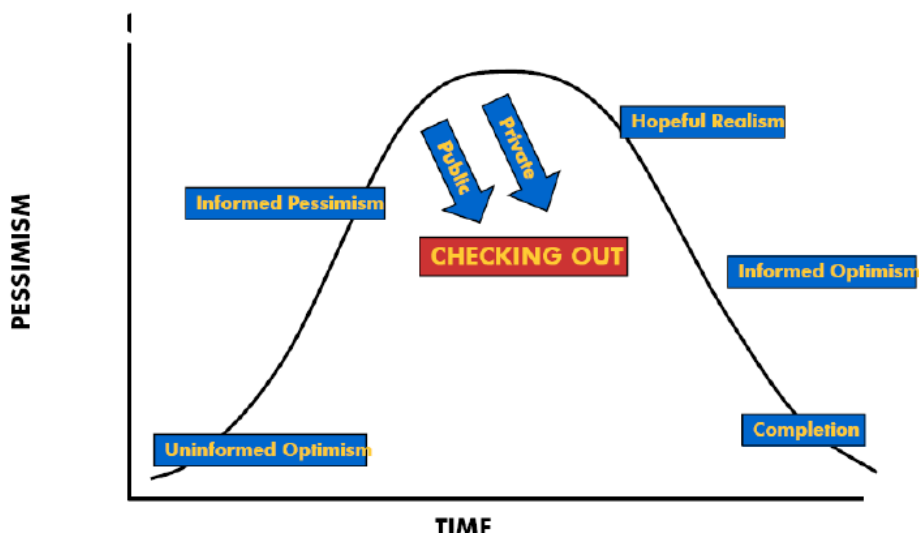 Hopeful Realism
Public
Private
Informed Pessimism
CHECKING OUT
Informed Optimism
PESSIMISM
Uninformed Optimism
Completion
TIME